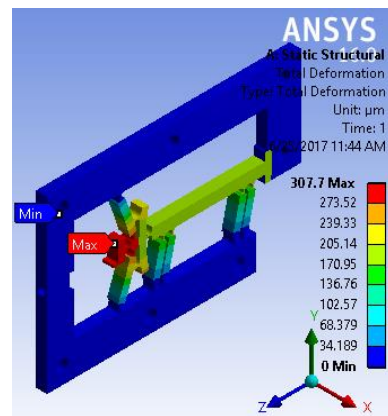 ANSYS
A: Static Structural
Total Deformation
Type: Total Deformation
Unit: µm
Time: 1
2017 11:44 AM
307.7 Max
273.52
239.33
205.14
170.95
136.76
102.57
68.379
34.189
0 Min
Min
Max
Y
Z
X